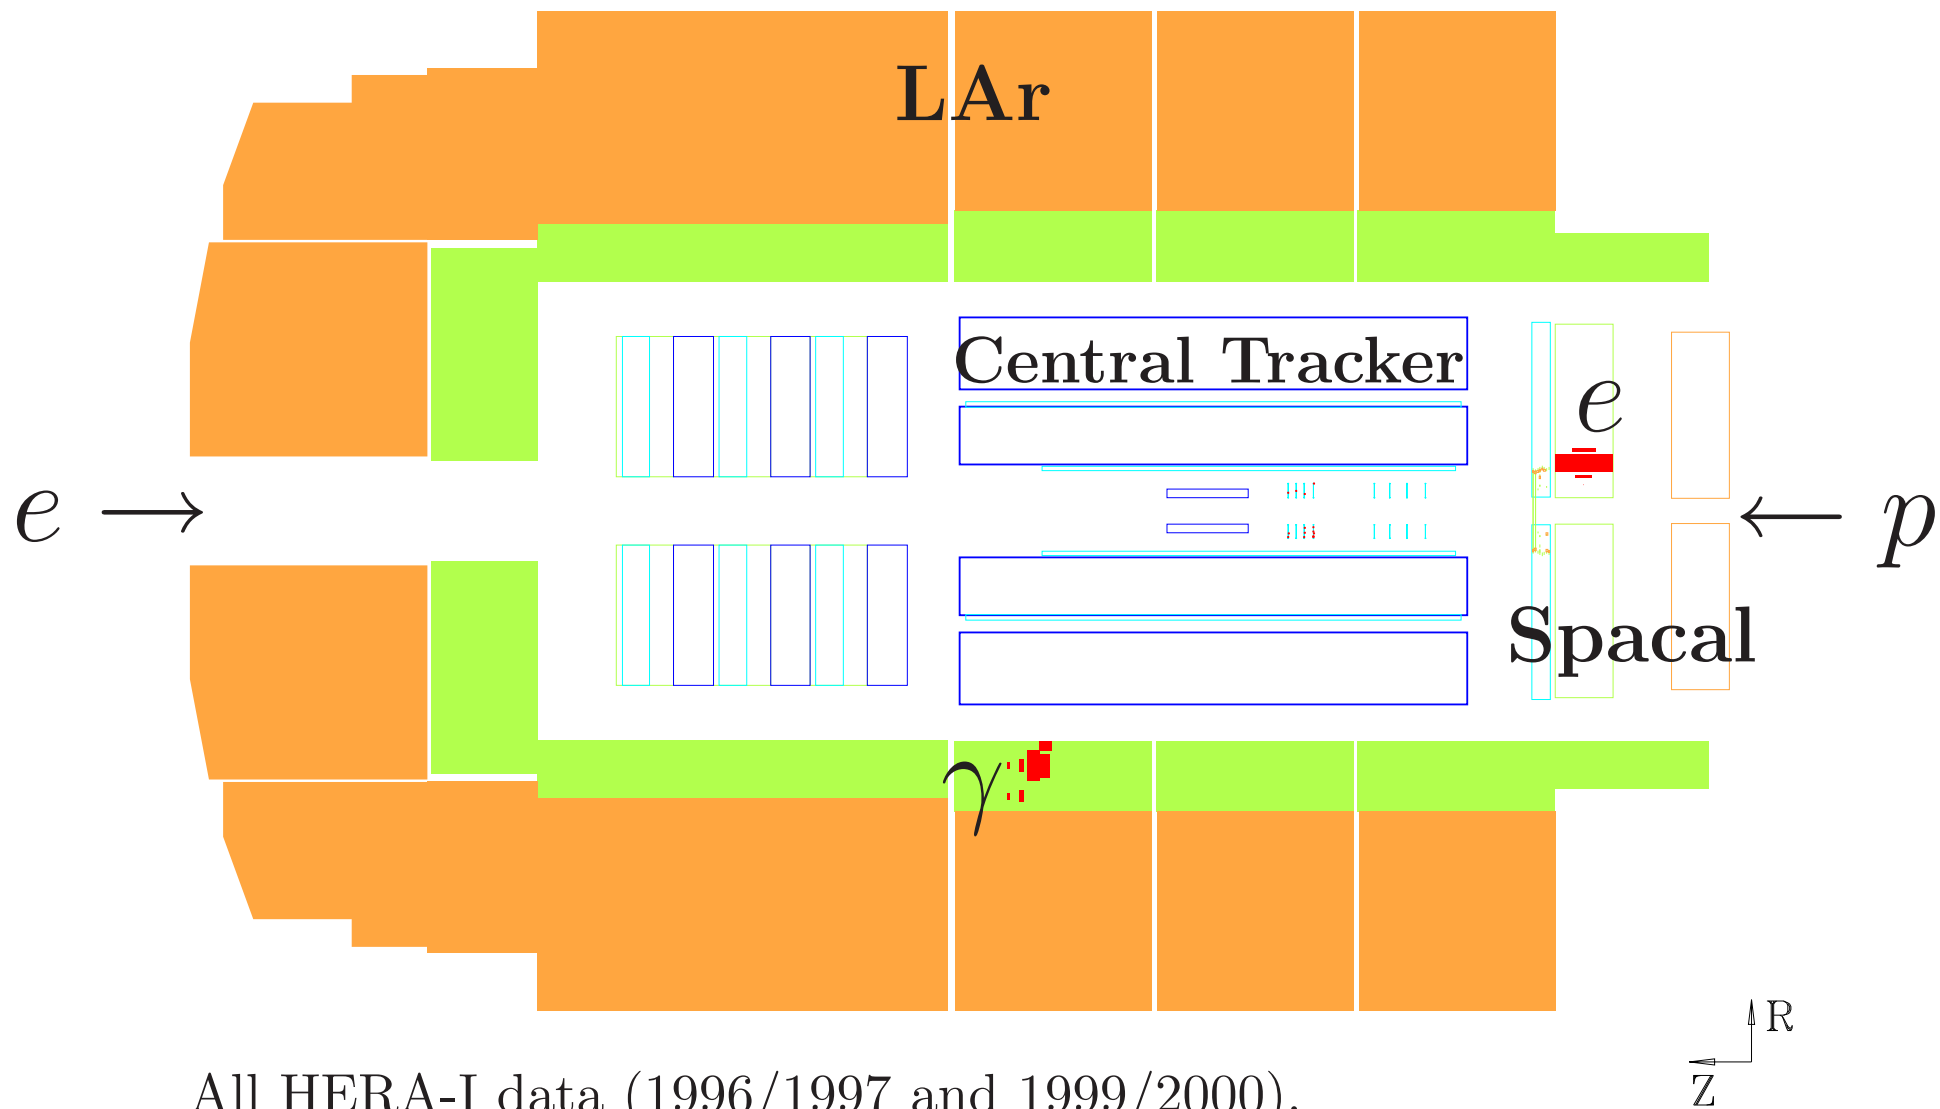 LAr
Central Tracker
e
e →
← p
Spacal
γ
R
Z
All HERA-I data (1996/1997 and 1999/2000).